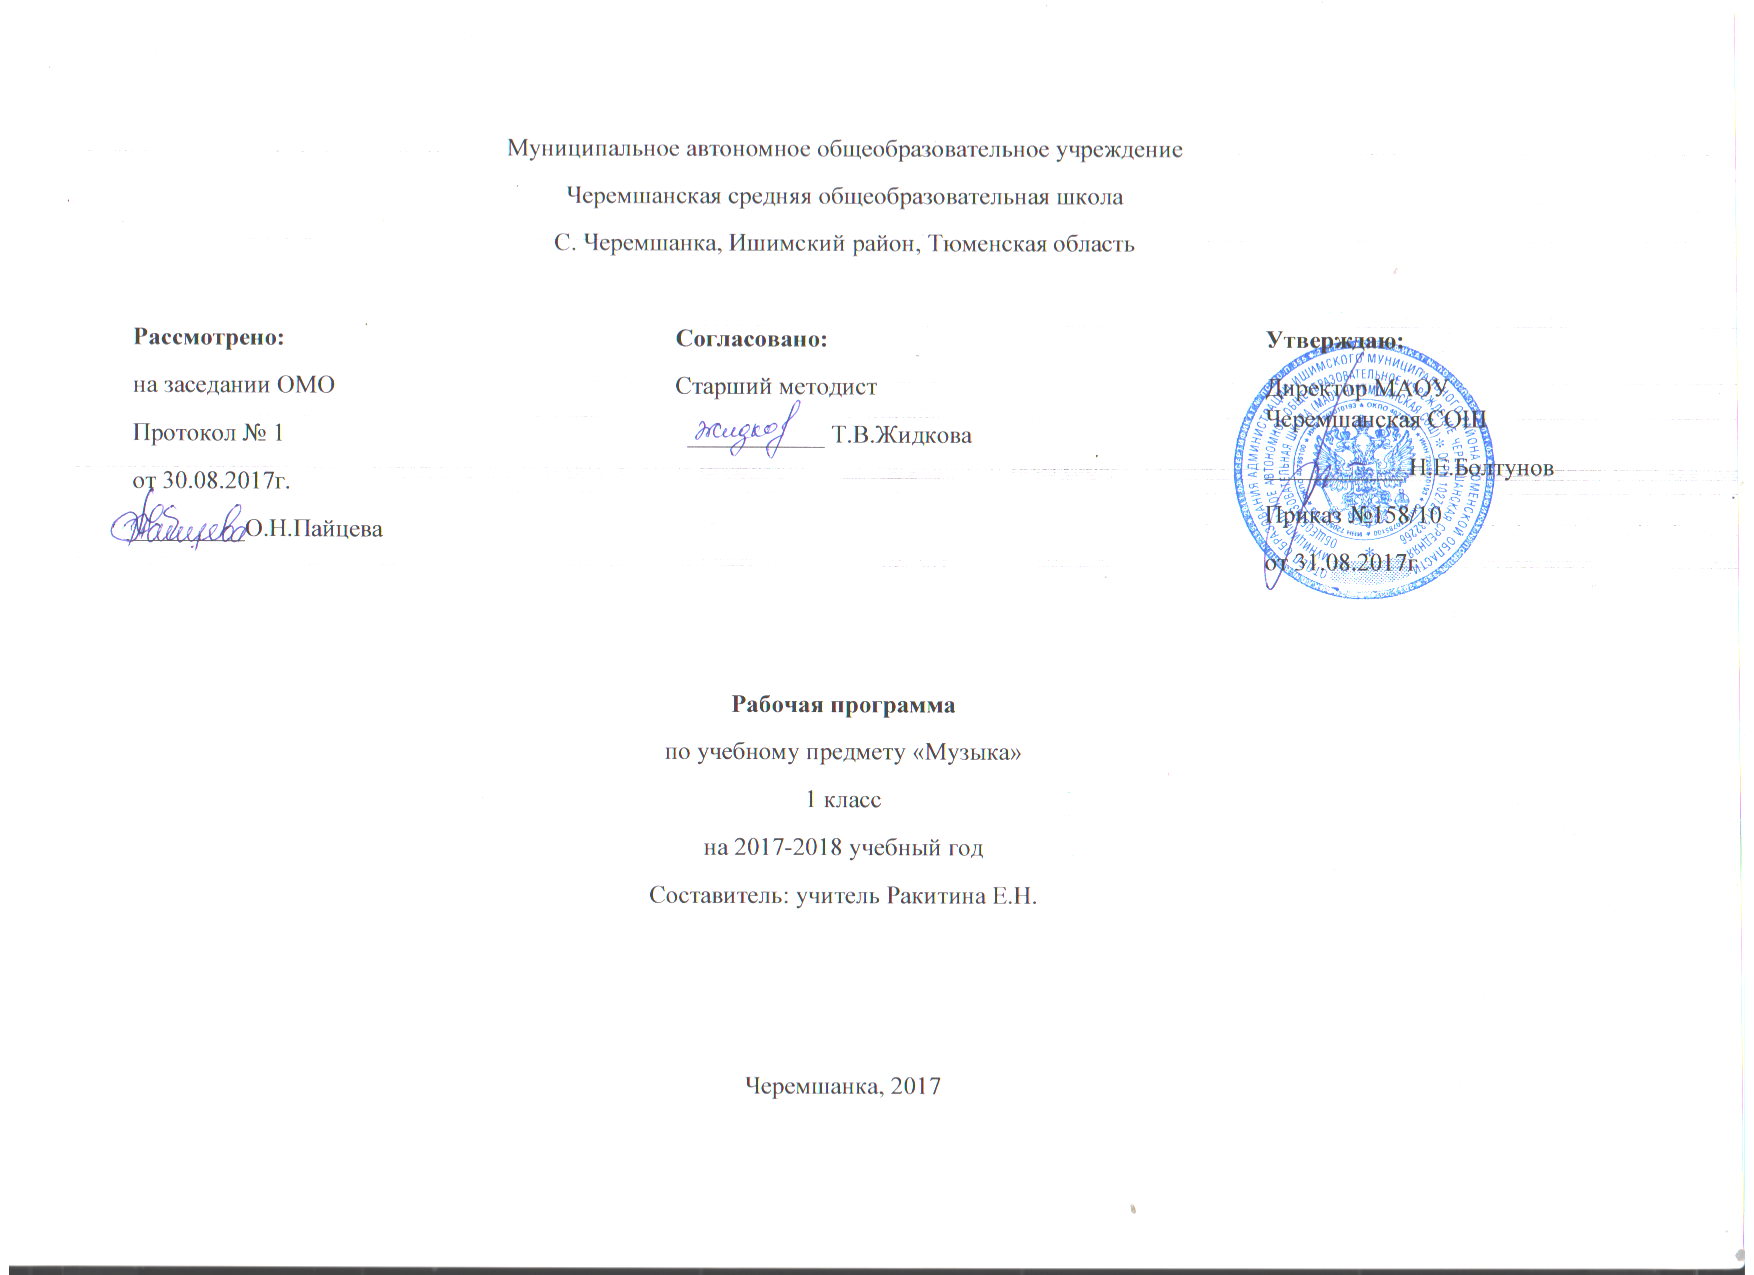 Муниципальное автономное общеобразовательное учреждение
Черемшанская средняя общеобразовательная школа
С. Черемшанка, Ишимский район, Тюменская область
Рассмотрено:
на заседании ОМО
Протокол № 1
от 30.08.2017г.
О.Н.Пайцева
Согласовано:
Старший методист
Жидков Т.В.Жидкова
Утверждаю:
Директор МАОУ
Черемшанская СОШ
Н.Е.Болтунов
Приказ №158/10
от 31.08.2017г
Рабочая программа
по учебному предмету «Музыка»
1 класс
на 2017-2018 учебный год
Составитель: учитель Ракитина Е.Н.
Черемшанка, 2017